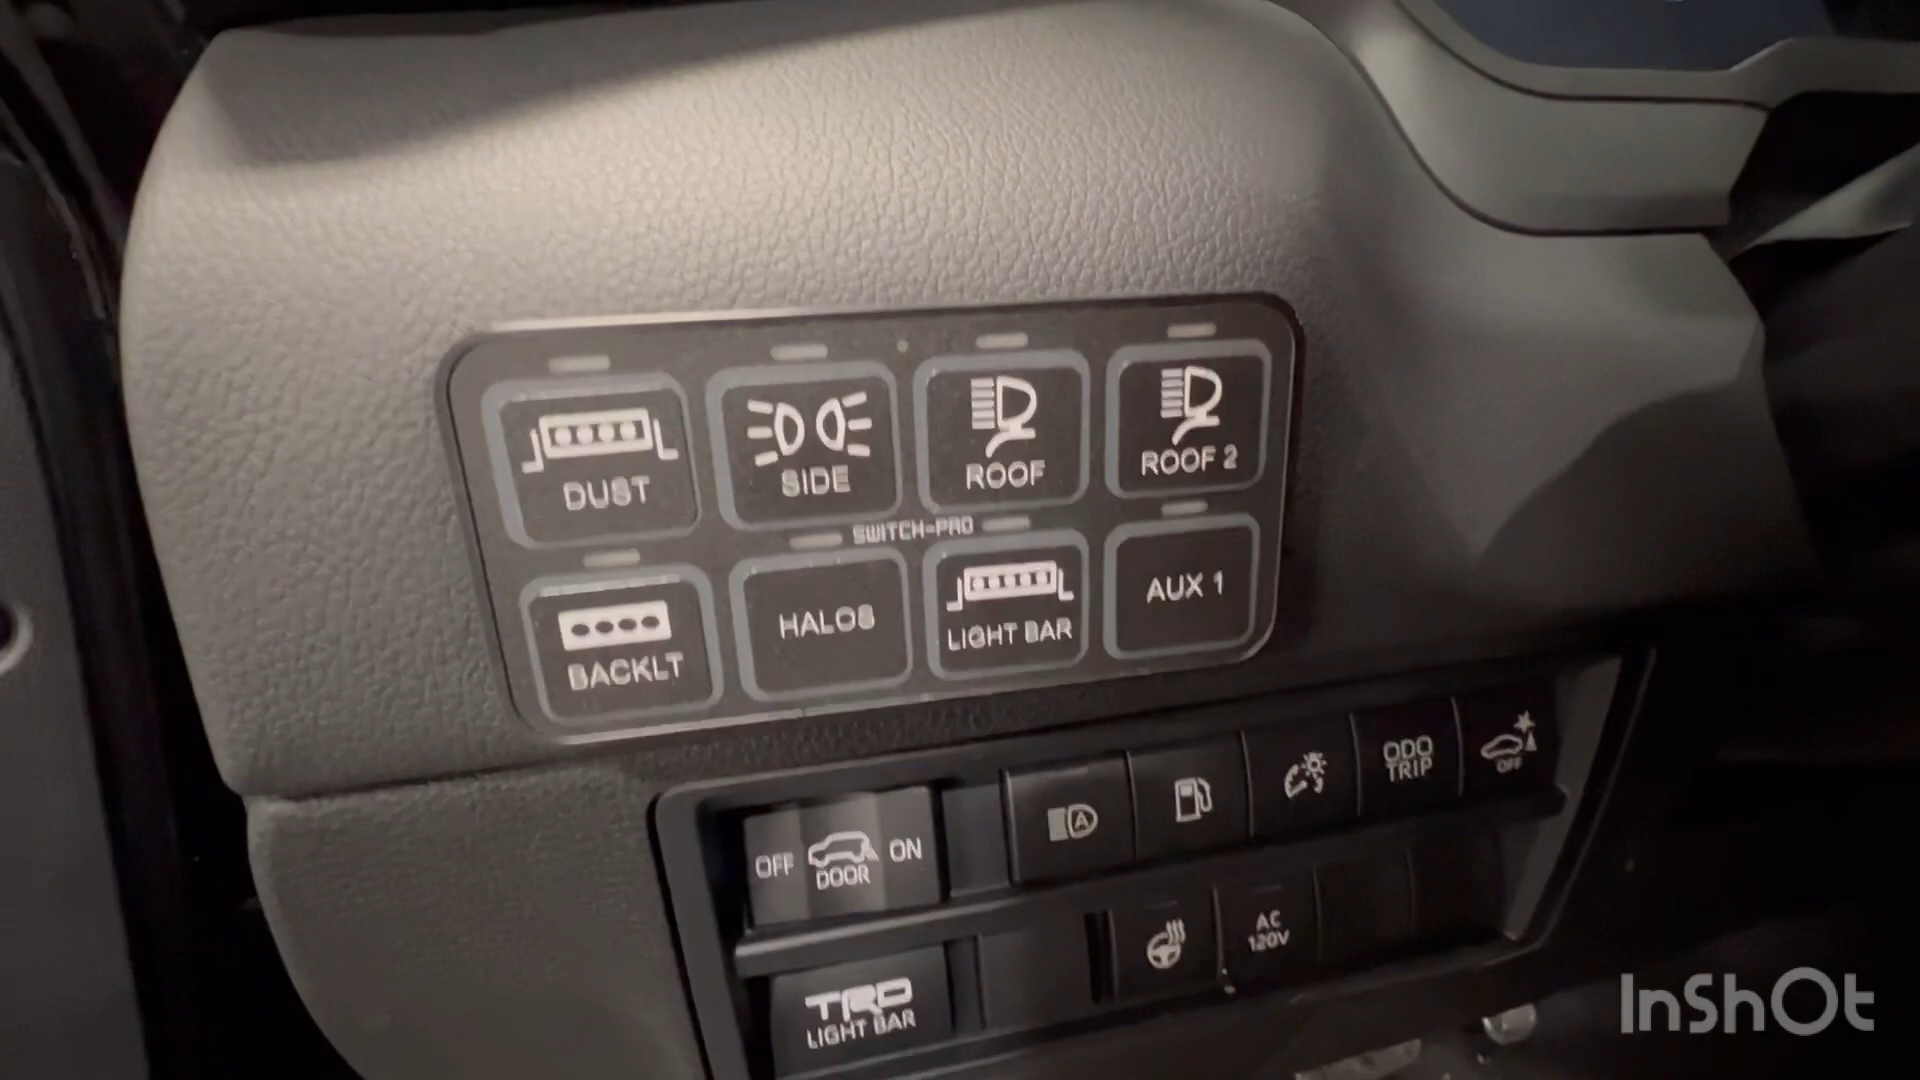 DUST
SIDE
ROOF
ROOF 2
SWITCH-PRO
BACKLT
HALOS
LIGHT BAR
AUX 1
OFF DOOR ON
A
ODO
TRIP
OFF
TRD
LIGHT BAR
AC
120V
InShOt